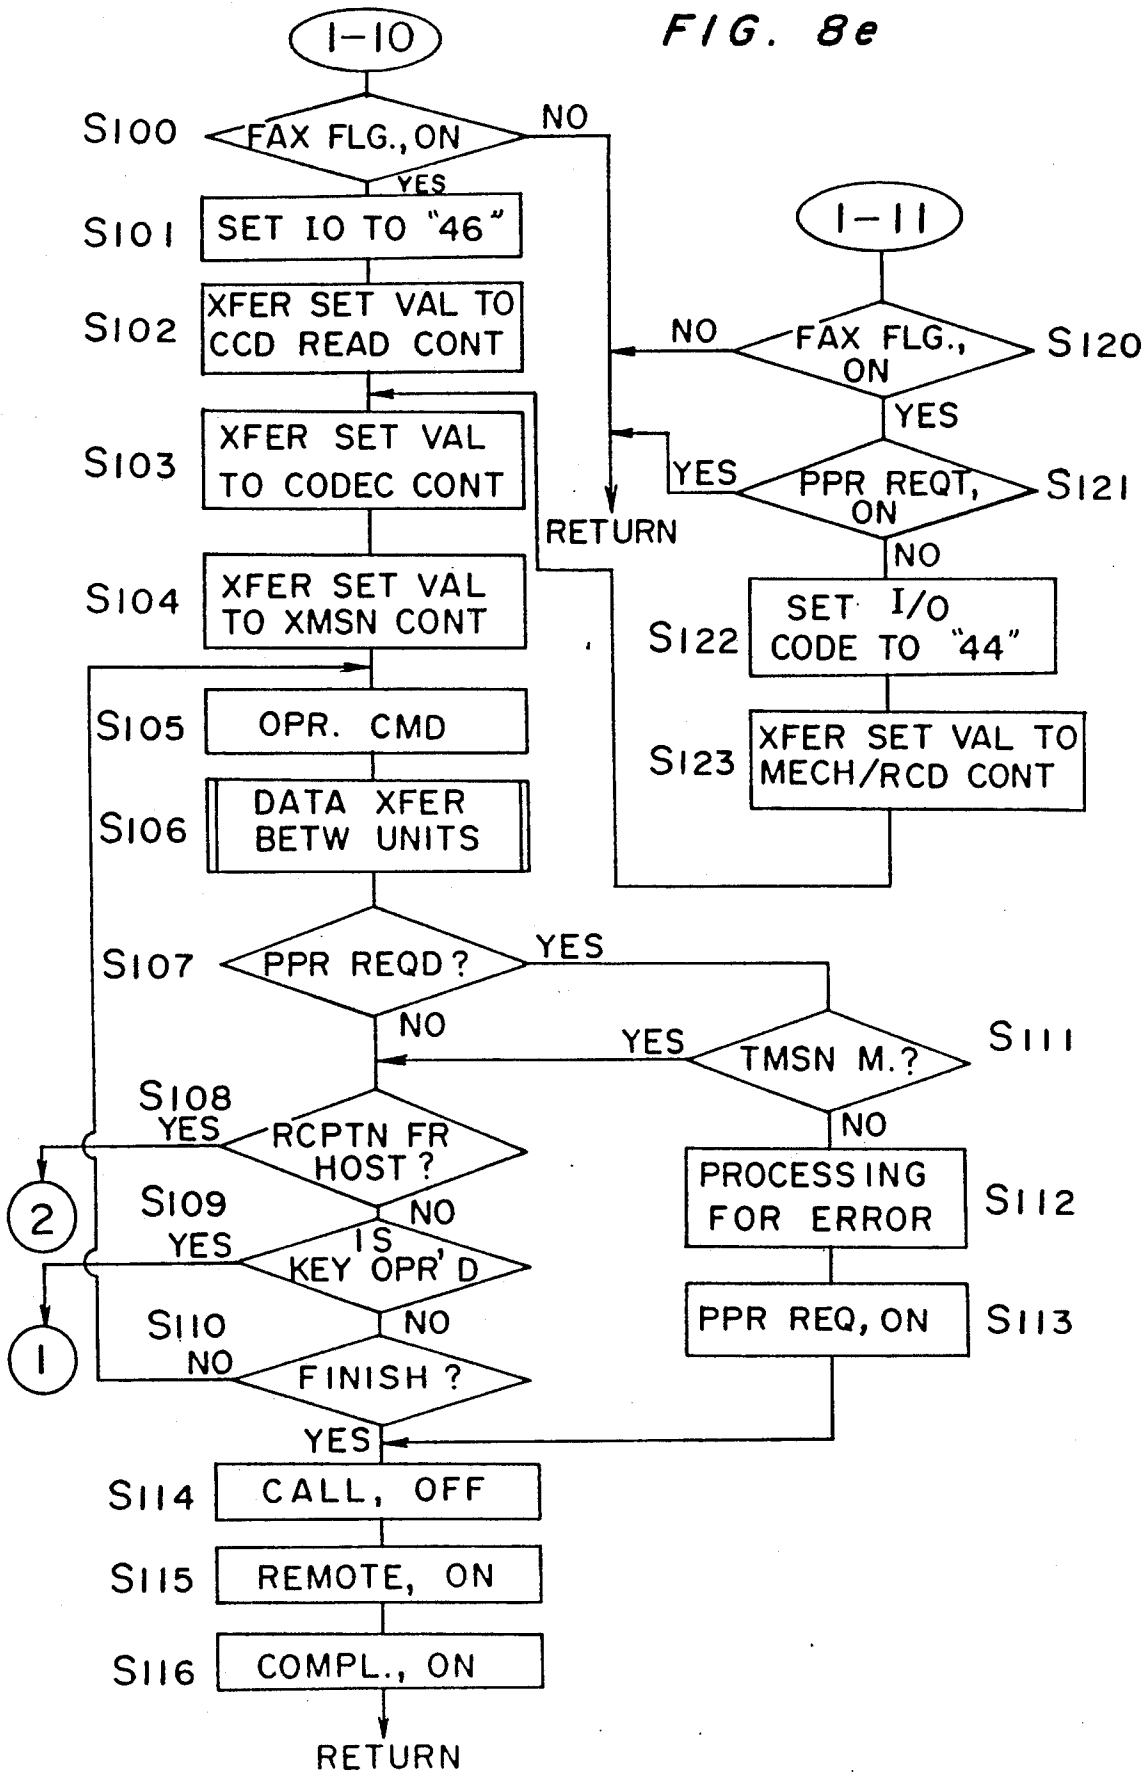 FIG. 8e
1-10
S100
FAX FLG., ON
NO
YES
S101
SET IO TO "46"
S102
XFER SET VAL TO
CCD READ CONT
S103
XFER SET VAL
TO CODEC CONT
S104
XFER SET VAL
TO XMSN CONT
S105
OPR. CMD
S106
DATA XFER
BETW UNITS
S107
PPR REQD ?
YES
NO
S108
YES
RCPTN FR
HOST ?
NO
2
S109
YES
IS
KEY OPR'D
NO
1
S110
NO
FINISH ?
YES
S114
CALL, OFF
S115
REMOTE, ON
S116
COMPL., ON
RETURN
1-11
NO
FAX FLG.,
ON
S120
YES
YES
PPR REQT,
ON
S121
RETURN
NO
S122
SET I/O
CODE TO "44"
S123
XFER SET VAL TO
MECH/RCD CONT
YES
TMSN M. ?
S111
NO
PROCESSING
FOR ERROR
S112
PPR REQ, ON
S113